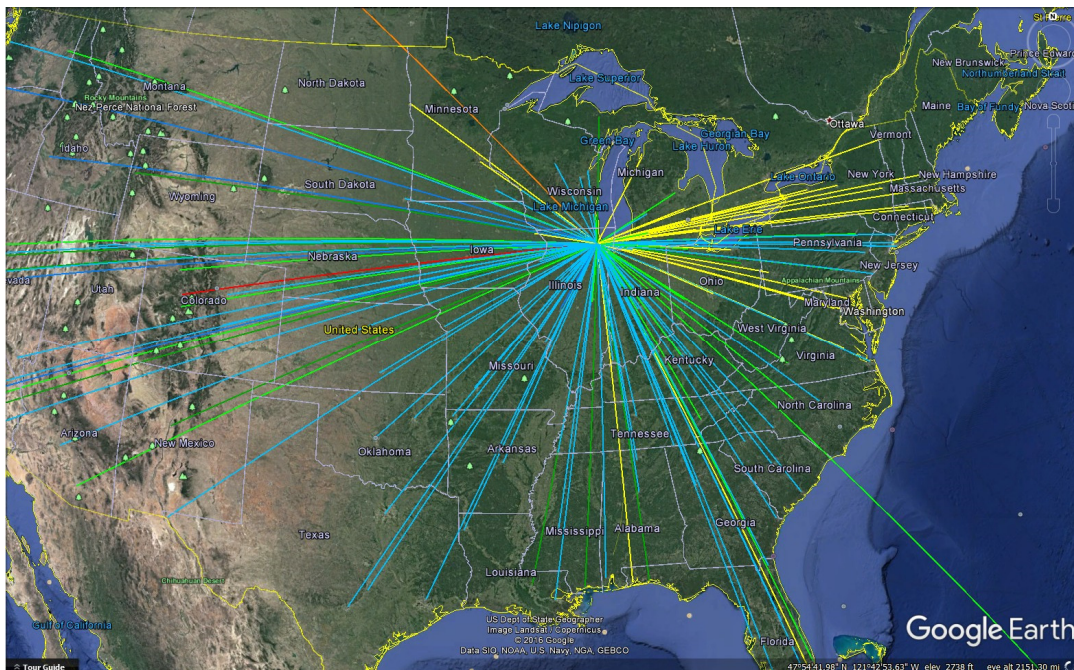 Lake Nipigon
St Pierre
N
Prince Edward
New Brunswick
Northumberland Strait
North Dakota
Lake Superior
Montana
Rocky Mountains
Nez Perce National Forest
Minnesota
Maine
Bay of Fundy
Nova Scoti
Ottawa
Green Bay
Georgian Bay
Lake Huron
Vermont
Idaho
Michigan
Lake Ontario
New York
New Hampshire
South Dakota
Wisconsin
Massachusetts
Wyoming
Lake Michigan
Connecticut
Lake Erie
Iowa
Pennsylvania
Nebraska
New Jersey
vada
Utah
Illinois
Indiana
Ohio
Appalachian Mountains
Colorado
Maryland
Washington
United States
West Virginia
Virginia
Kentucky
Missouri
North Carolina
Arizona
Tennessee
New Mexico
Oklahoma
Arkansas
South Carolina
Texas
Mississippi
Alabama
Georgia
Louisiana
Chihuahuan Desert
Gulf of California
US Dept of State Geographer
Image Landsat / Copernicus
© 2016 Google
Data SIO, NOAA, U.S. Navy, NGA, GEBCO
Google Earth
Florida
Tour Guide
47°54'41.98" N 121°42'53.63" W elev 2738 ft eye alt 2151.30 mi